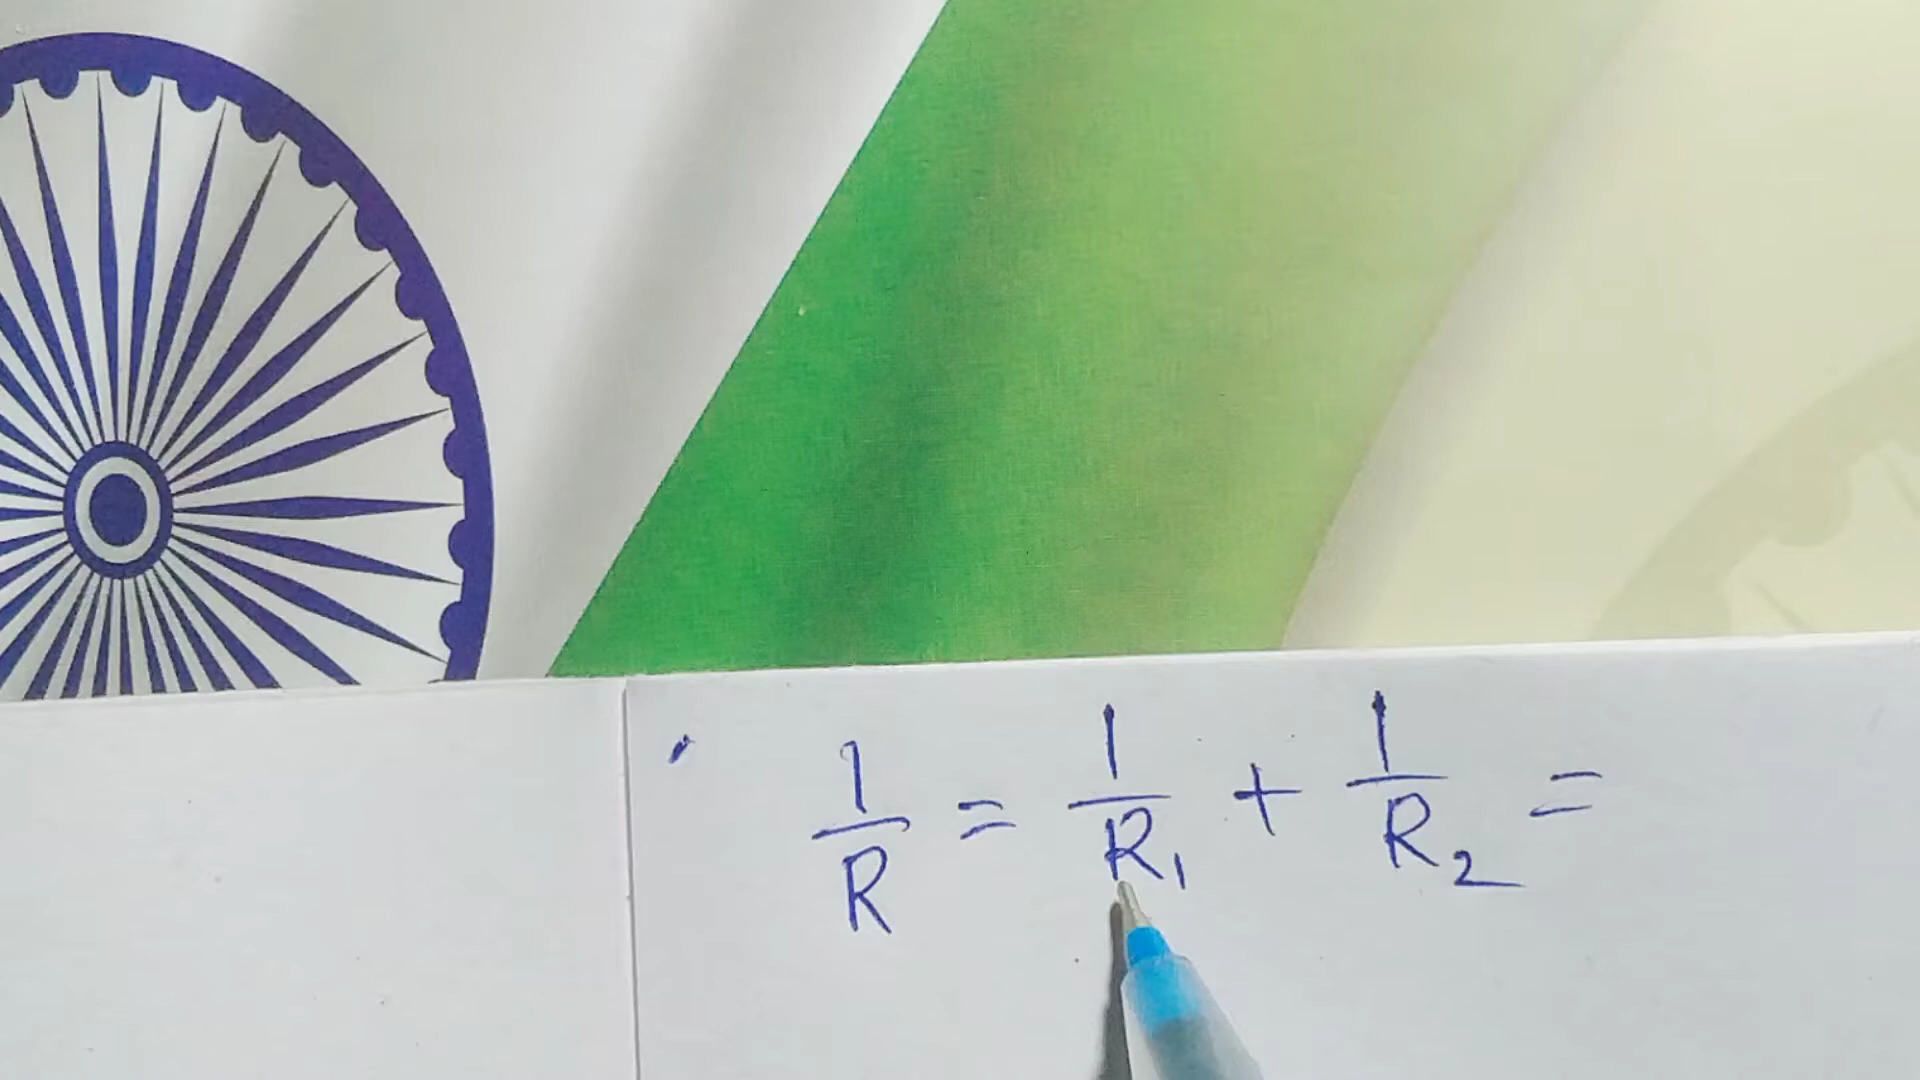 1/R = 1/R₁ + 1/R₂ =